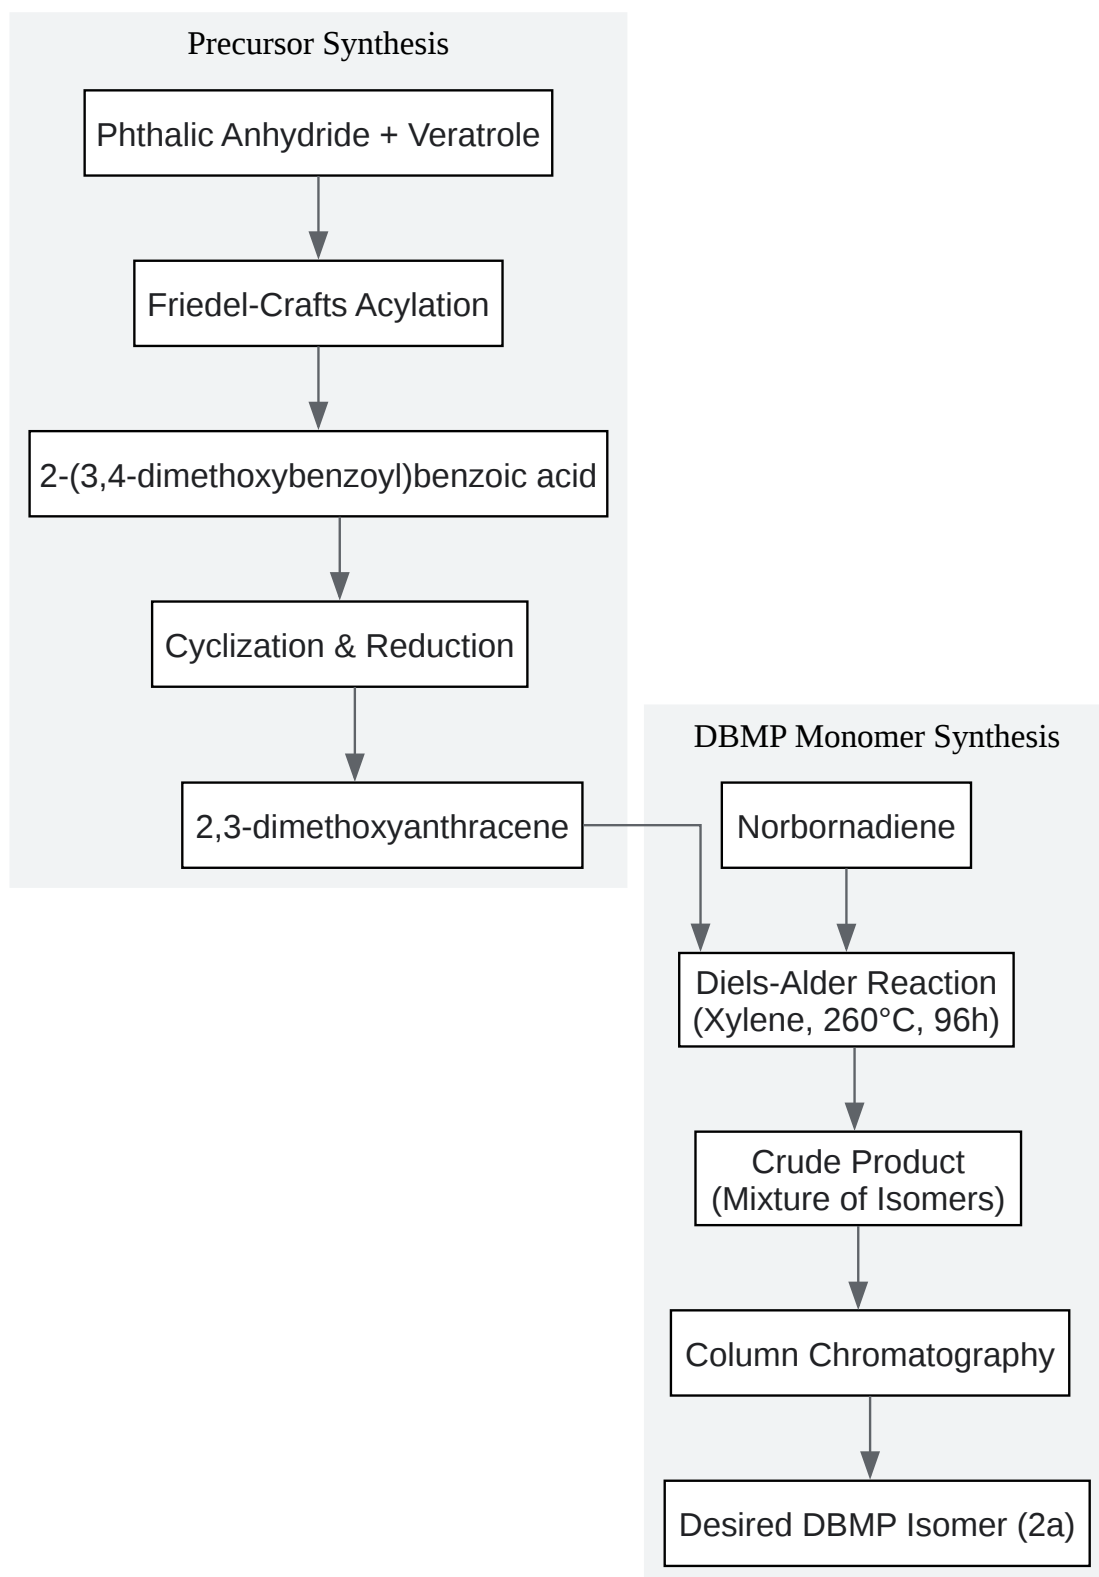 Precursor Synthesis
Phthalic Anhydride + Veratrole
Friedel-Crafts Acylation
2-(3,4-dimethoxybenzoyl)benzoic acid
Cyclization & Reduction
2,3-dimethoxyanthracene
DBMP Monomer Synthesis
Norbornadiene
Diels-Alder Reaction
(Xylene, 260°C, 96h)
Crude Product
(Mixture of Isomers)
Column Chromatography
Desired DBMP Isomer (2a)